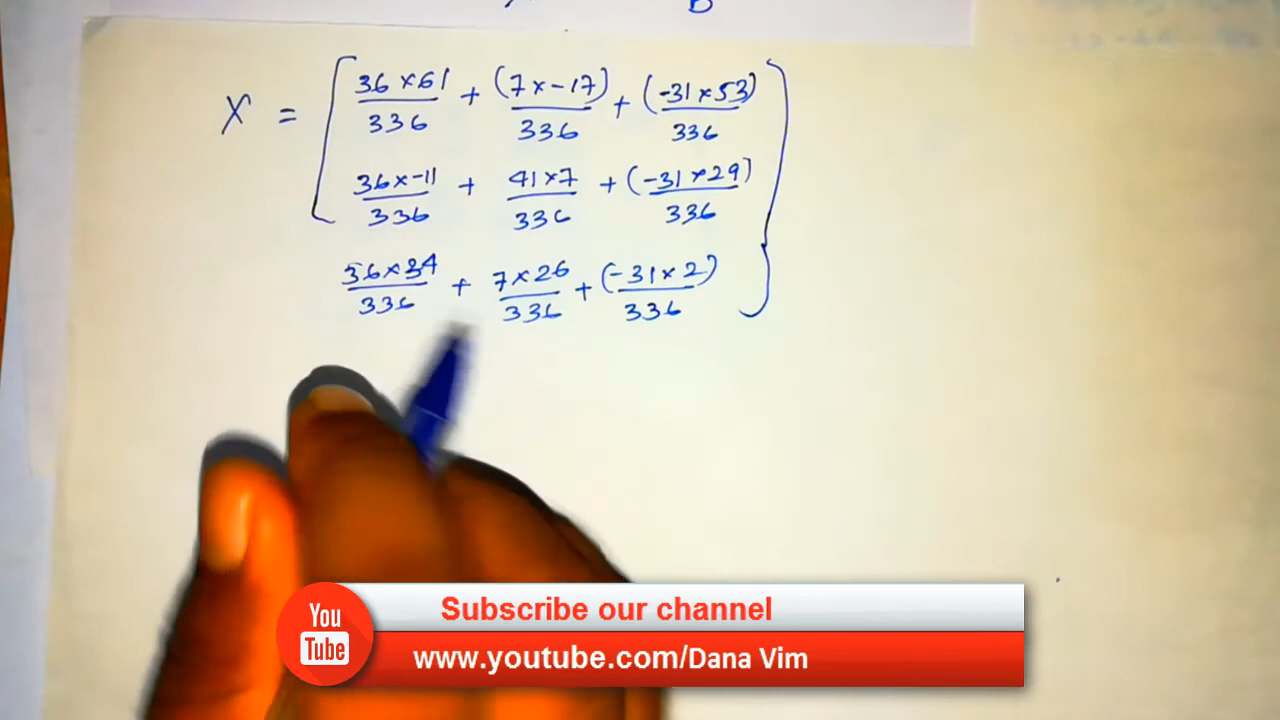 X = [ 36×61/336 + (7×-17)/336 + (-31×53)/336
36×-11/336 + 41×7/336 + (-31×29)/336
36×34/336 + 7×26/336 + (-31×2)/336 ]
You Tube
Subscribe our channel
www.youtube.com/Dana Vim